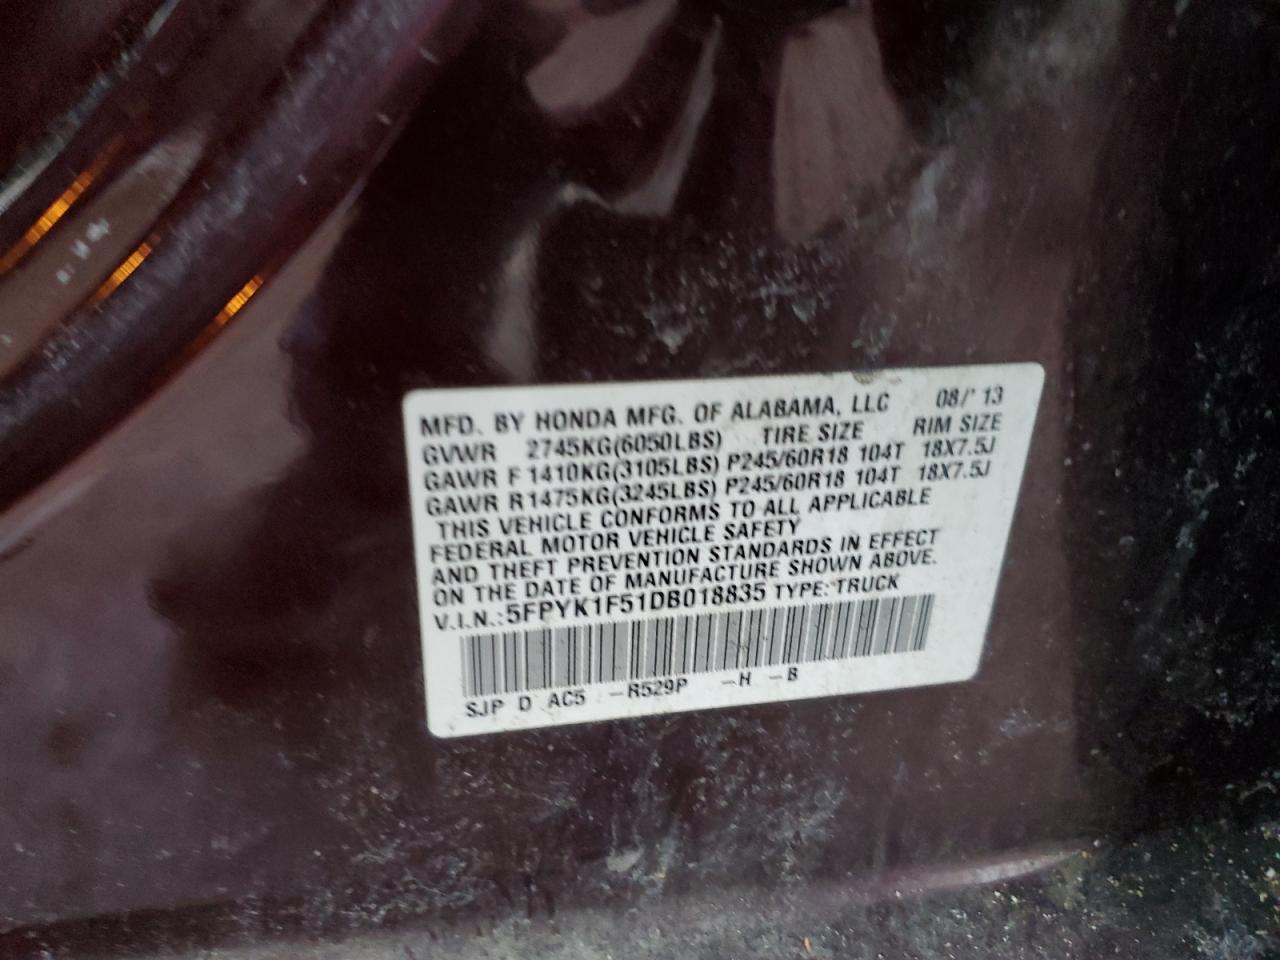 MFD. BY HONDA MFG. OF ALABAMA, LLC 08/'13
GVWR 2745KG(6050LBS) TIRE SIZE RIM SIZE
GAWR F 1410KG(3105LBS) P245/60R18 104T 18X7.5J
GAWR R1475KG(3245LBS) P245/60R18 104T 18X7.5J
THIS VEHICLE CONFORMS TO ALL APPLICABLE
FEDERAL MOTOR VEHICLE SAFETY
AND THEFT PREVENTION STANDARDS IN EFFECT
ON THE DATE OF MANUFACTURE SHOWN ABOVE.
V.I.N.:5FPYK1F51DB018835 TYPE:TRUCK
SJP D AC5 -R529P -H -B